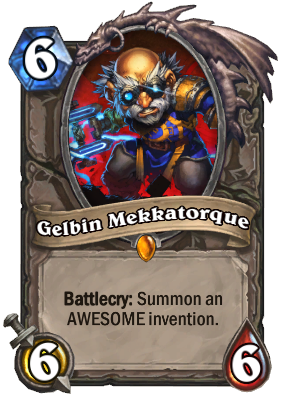 6
Gelbin Mekkatorque
Battlecry: Summon an
AWESOME invention.
6
6